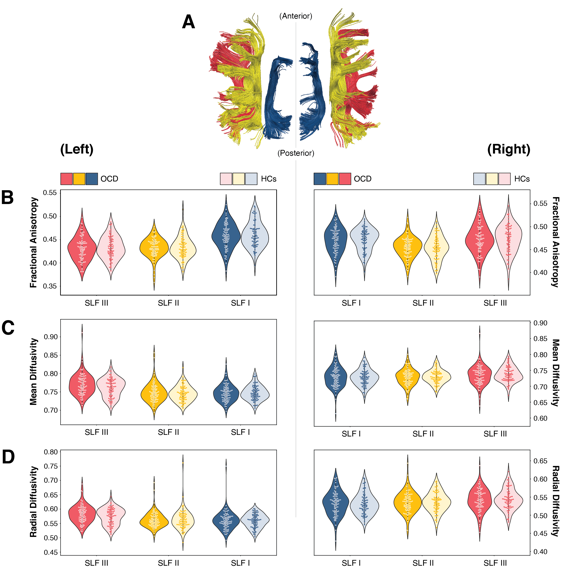 A
(Anterior)
(Posterior)
(Left)
(Right)
OCD
HCs
OCD
HCs
B
Fractional Anisotropy
0.55
0.50
0.45
0.40
0.35
SLF III
SLF II
SLF I
0.55
0.50
0.45
0.40
Fractional Anisotropy
SLF I
SLF II
SLF III
C
Mean Diffusivity
0.90
0.85
0.80
0.75
0.70
SLF III
SLF II
SLF I
0.90
0.85
0.80
0.75
0.70
0.65
0.60
Mean Diffusivity
SLF I
SLF II
SLF III
D
Radial Diffusivity
0.80
0.75
0.70
0.65
0.60
0.55
0.50
0.45
SLF III
SLF II
SLF I
0.65
0.60
0.55
0.50
0.45
0.40
Radial Diffusivity
SLF I
SLF II
SLF III